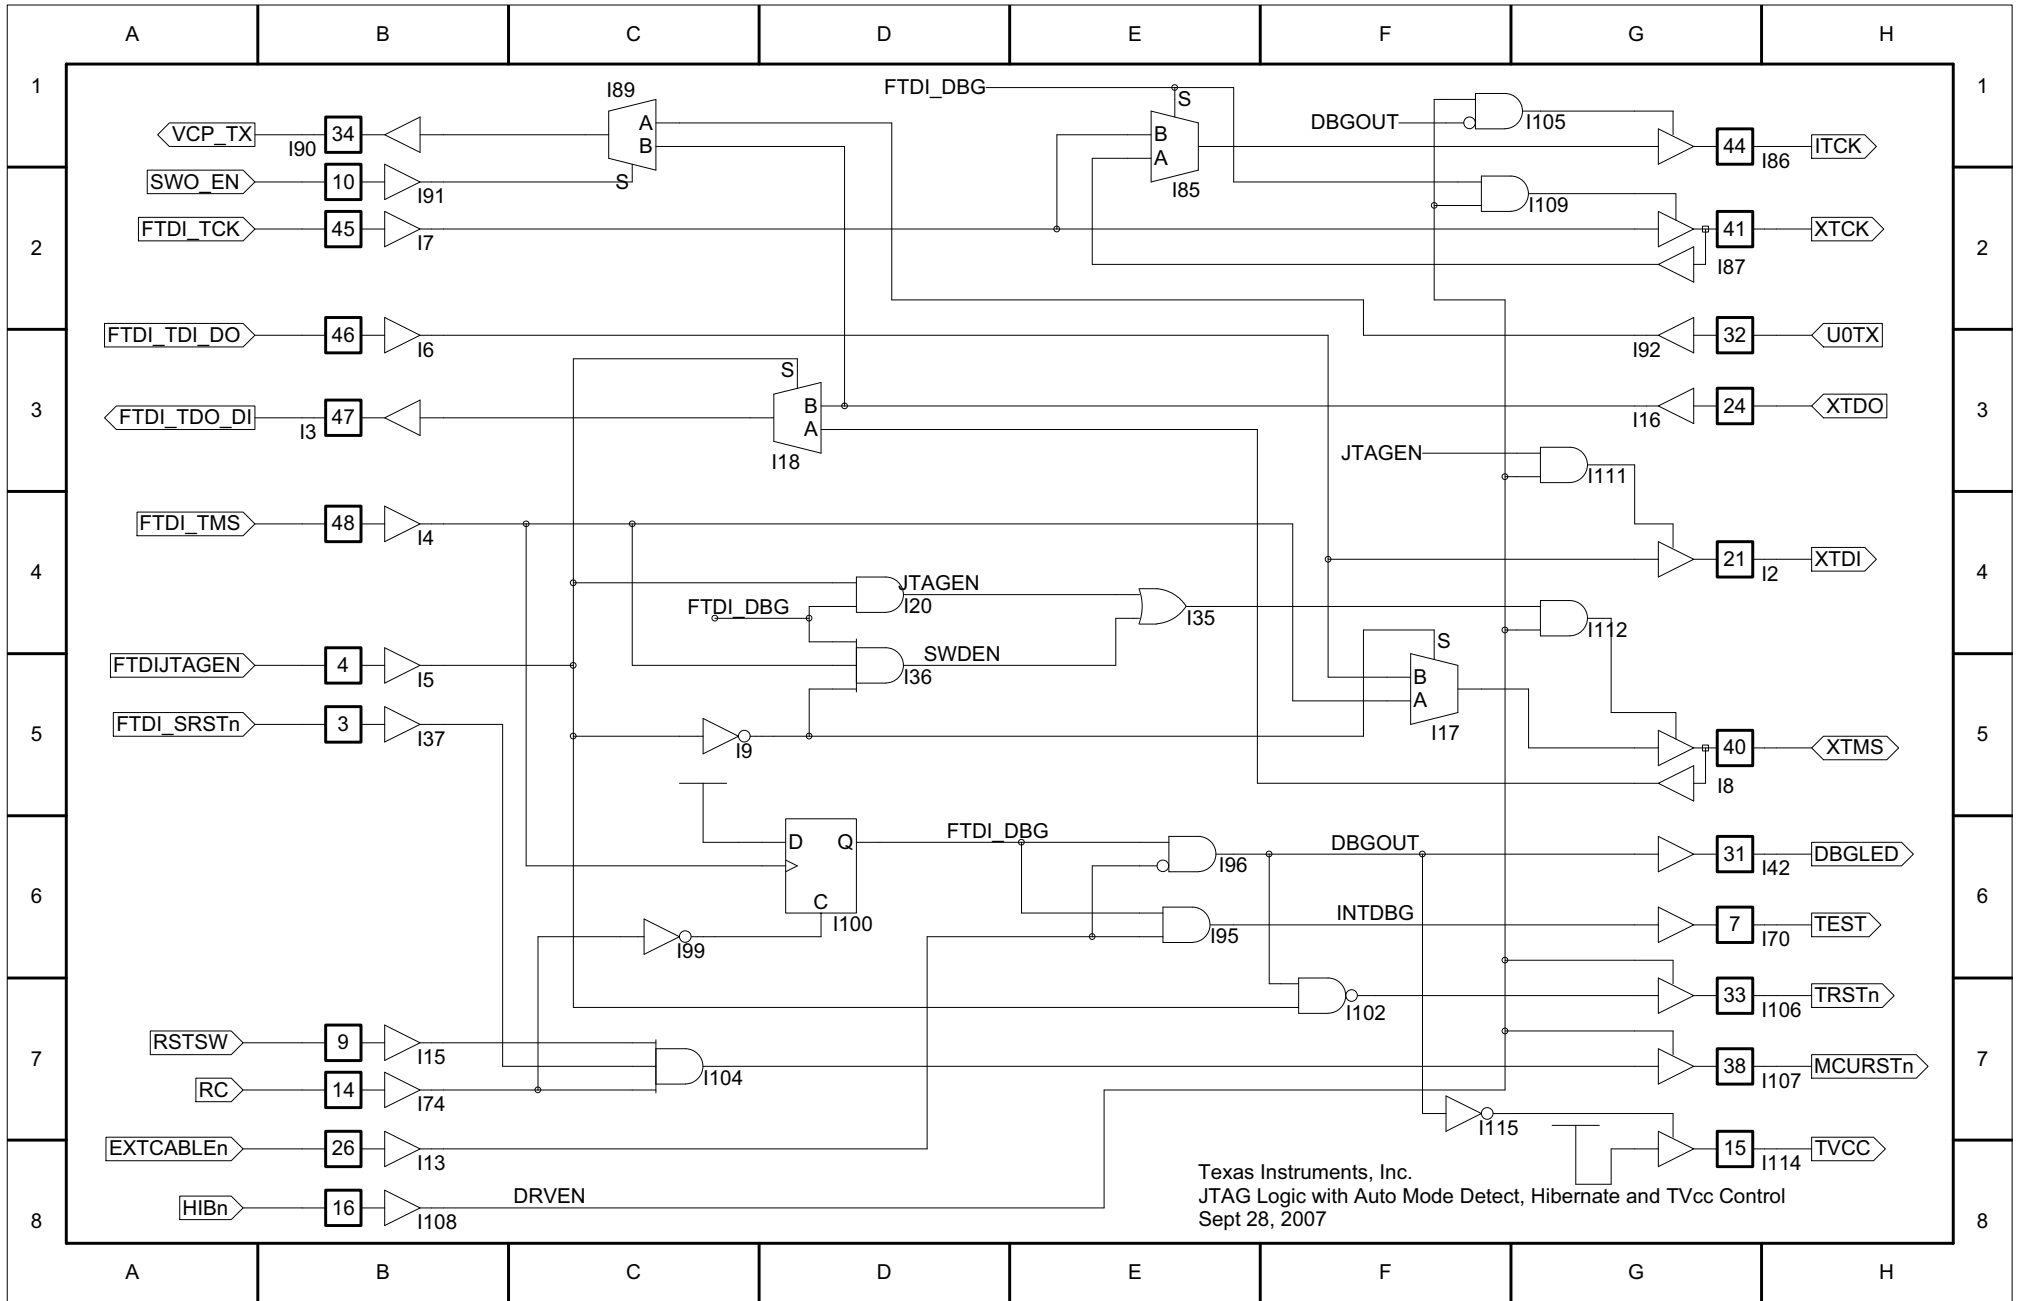 A B C D E F G H
1 FTDI_DBG 1
I89 S
A B DBGOUT I105
VCP_TX 34 B 44 ITCK
I90 A I86
SWO_EN 10 S I85
I91 I109
FTDI_TCK 45 41 XTCK
I7
2 I87 2
FTDI_TDI_DO 46 32 U0TX
I6 I92
S
3 B 24 XTDO 3
FTDI_TDO_DI 47 A I16
I3 I18 JTAGEN
I111
FTDI_TMS 48
I4
4 21 XTDI 4
JTAGEN I2
FTDI_DBG I20 I35 I112
S
FTDIJTAGEN 4 SWDEN B
I5 I36 A
FTDI_SRSTn 3 I17
5 I37 I9 40 XTMS 5
I8
D Q FTDI_DBG DBGOUT 31 DBGLED
I96 I42
6 C INTDBG 6
I100 7 TEST
I99 I95 I70
33 TRSTn
I102 I106
RSTSW 9
7 I15 7
I104 38 MCURSTn
RC 14 I107
I74
I115
EXTCABLEn 26 15 TVCC
I13 I114
Texas Instruments, Inc.
HIBn 16 DRVEN JTAG Logic with Auto Mode Detect, Hibernate and TVcc Control
8 I108 Sept 28, 2007 8
A B C D E F G H